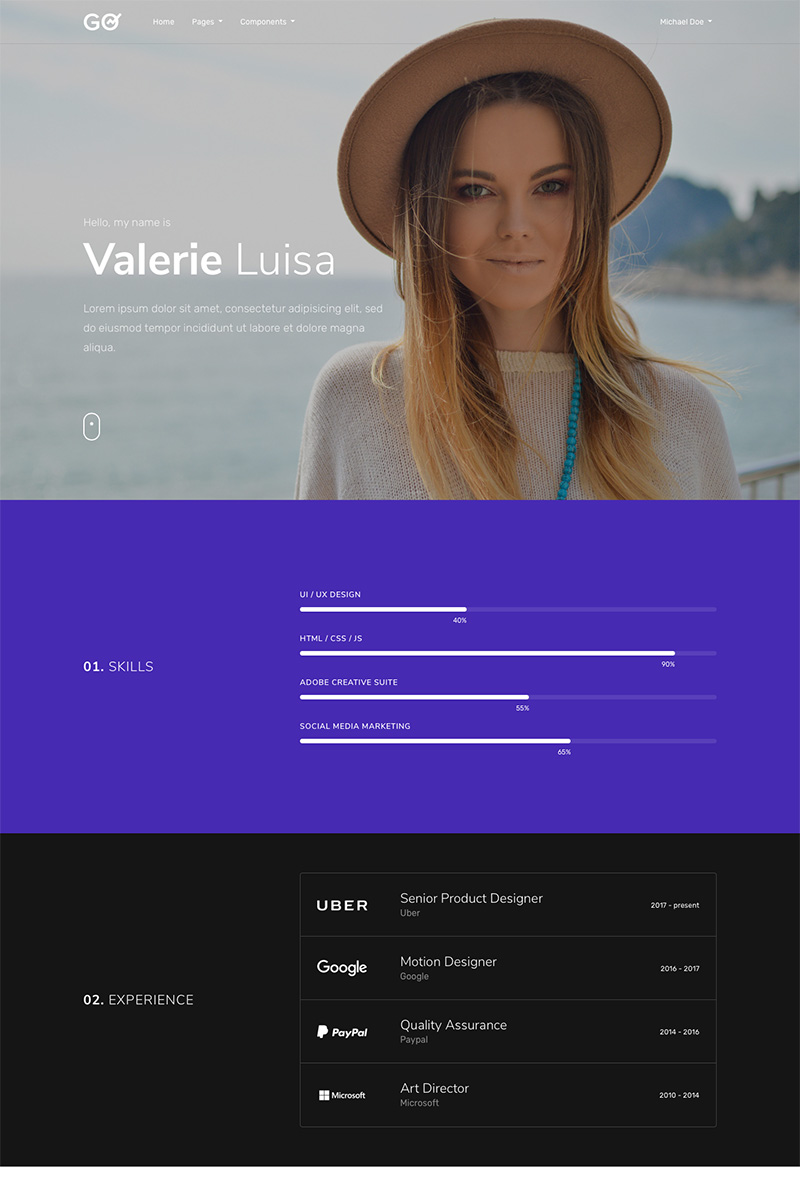 GO Home Pages Components Michael Doe
Hello, my name is
Valerie Luisa
Lorem ipsum dolor sit amet, consectetur adipisicing elit, sed
do eiusmod tempor incididunt ut labore et dolore magna
aliqua.
01. SKILLS
UI / UX DESIGN
40%
HTML / CSS / JS
90%
ADOBE CREATIVE SUITE
55%
SOCIAL MEDIA MARKETING
65%
02. EXPERIENCE
UBER Senior Product Designer 2017 - present
Uber
Google Motion Designer 2016 - 2017
Google
PayPal Quality Assurance 2014 - 2016
Paypal
Microsoft Art Director 2010 - 2014
Microsoft